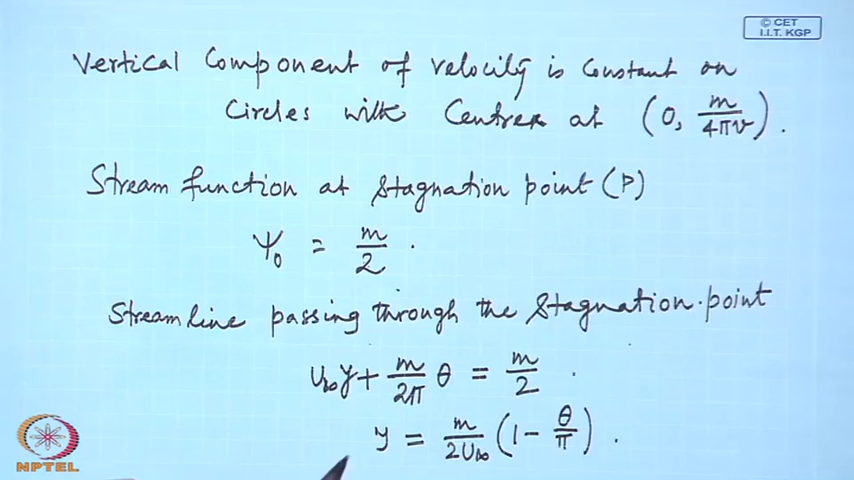 © CET
I.I.T. KGP
Vertical Component of velocity is Constant on
Circles with Centres at (0, m/4πv).
Stream function at Stagnation point (P)
ψ₀ = m/2 .
Streamline passing through the Stagnation point
U∞y + m/2π θ = m/2 .
y = m/2U∞ (1 - θ/π) .
NPTEL